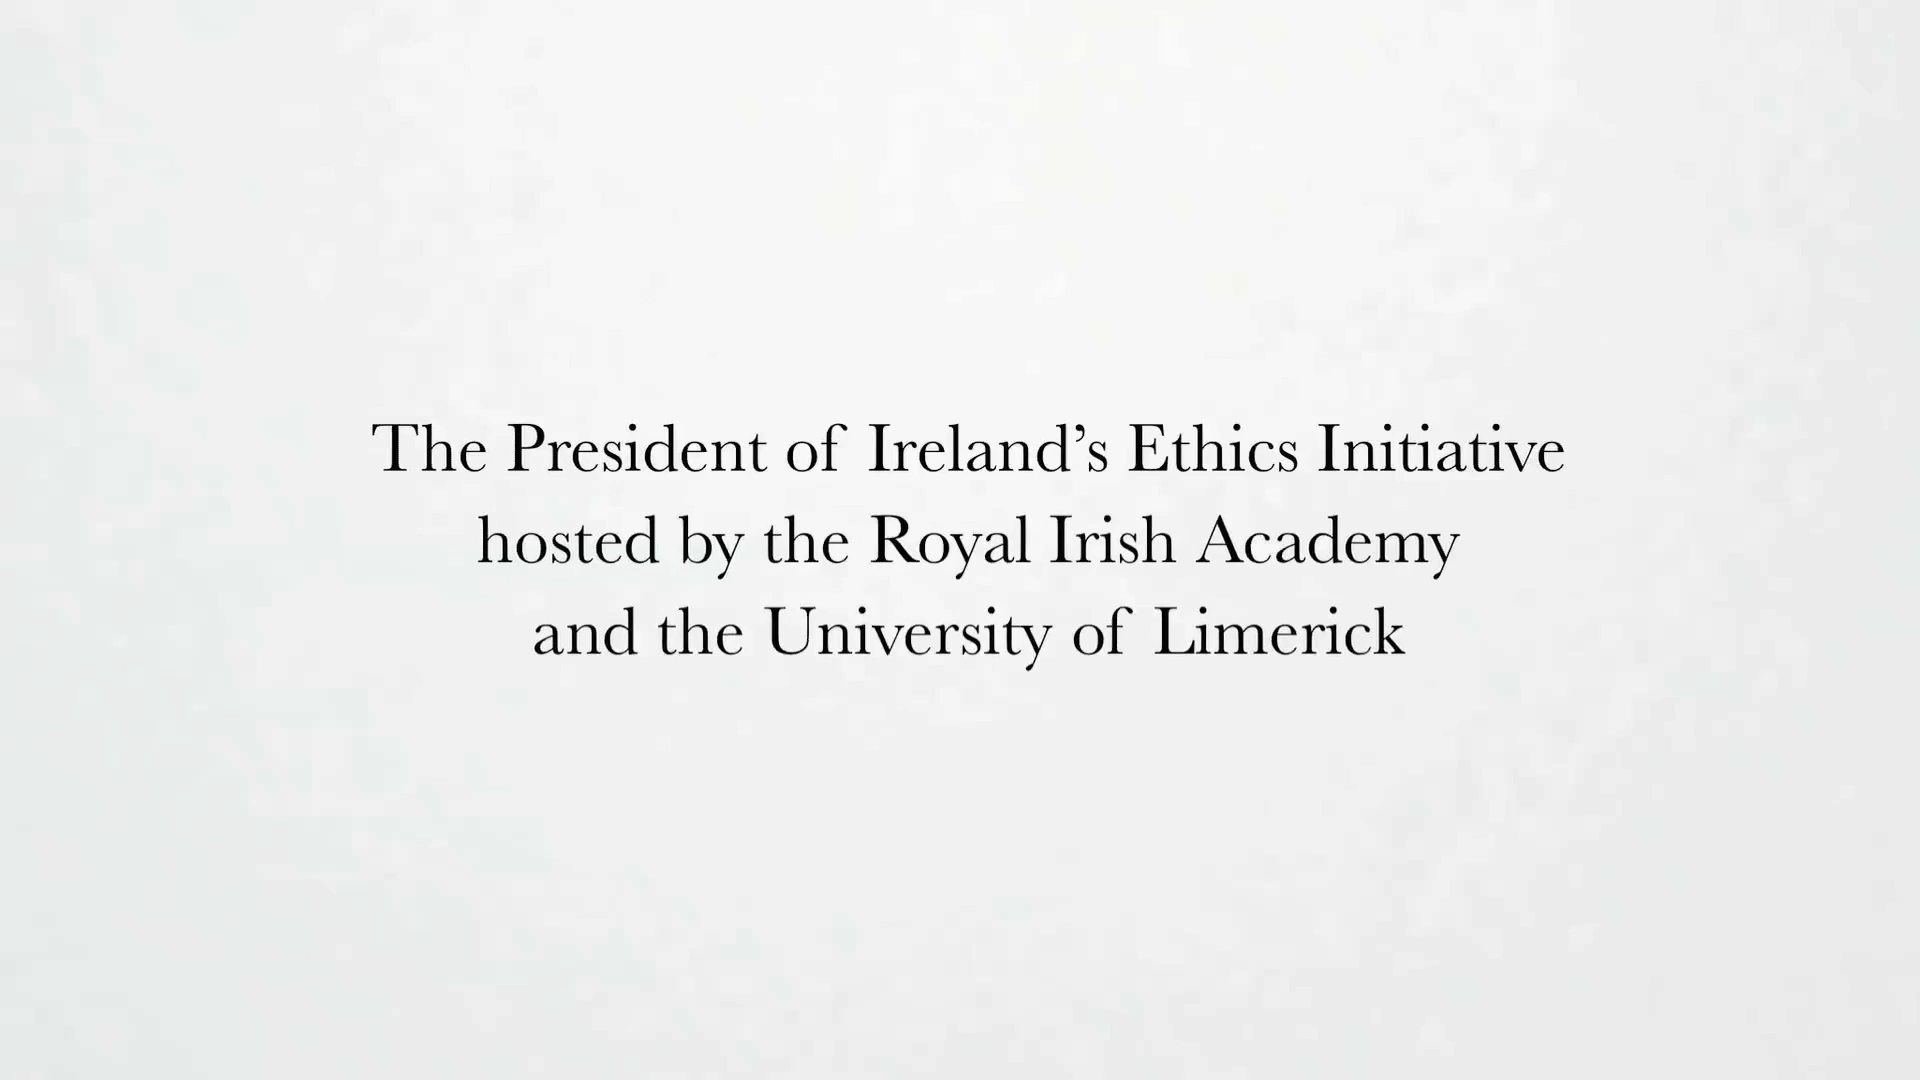 The President of Ireland’s Ethics Initiative
hosted by the Royal Irish Academy
and the University of Limerick